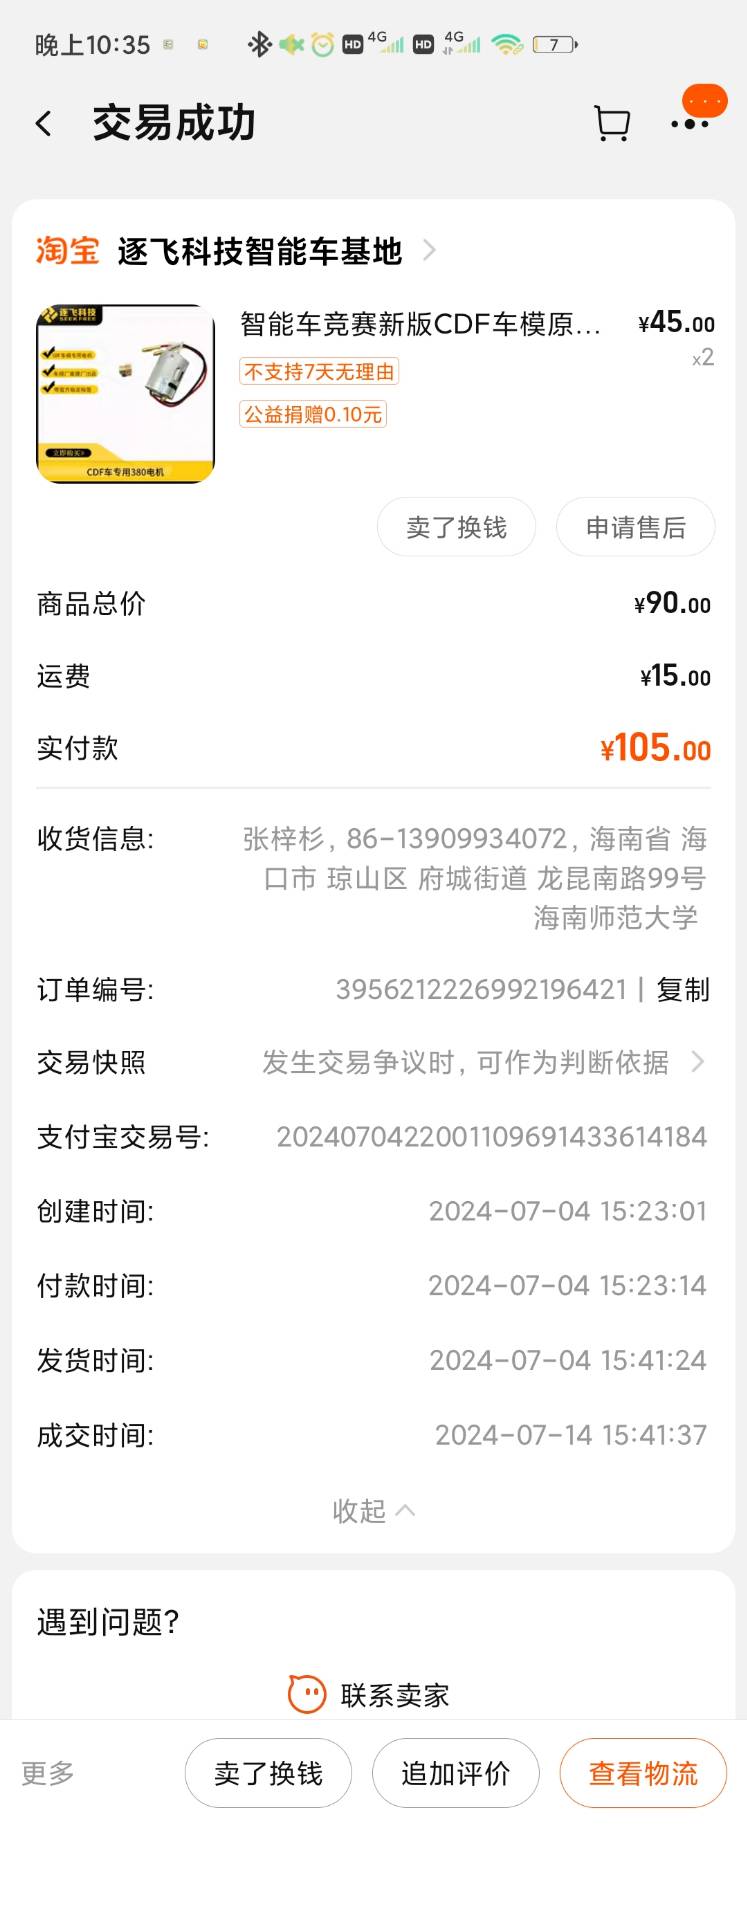 晚上10:35 HD 4G HD 4G 7
交易成功
淘宝 逐飞科技智能车基地
逐飞科技
SEEKFREE
立即购买>
CDF车专用380电机
智能车竞赛新版CDF车模原... ¥45.00
x2
不支持7天无理由
公益捐赠0.10元
卖了换钱 申请售后
商品总价 ¥90.00
运费 ¥15.00
实付款 ¥105.00
收货信息: 张梓杉, 86-13909934072, 海南省 海
口市 琼山区 府城街道 龙昆南路99号
海南师范大学
订单编号: 3956212226992196421 | 复制
交易快照 发生交易争议时, 可作为判断依据
支付宝交易号: 2024070422001109691433614184
创建时间: 2024-07-04 15:23:01
付款时间: 2024-07-04 15:23:14
发货时间: 2024-07-04 15:41:24
成交时间: 2024-07-14 15:41:37
收起
遇到问题?
联系卖家
更多 卖了换钱 追加评价 查看物流